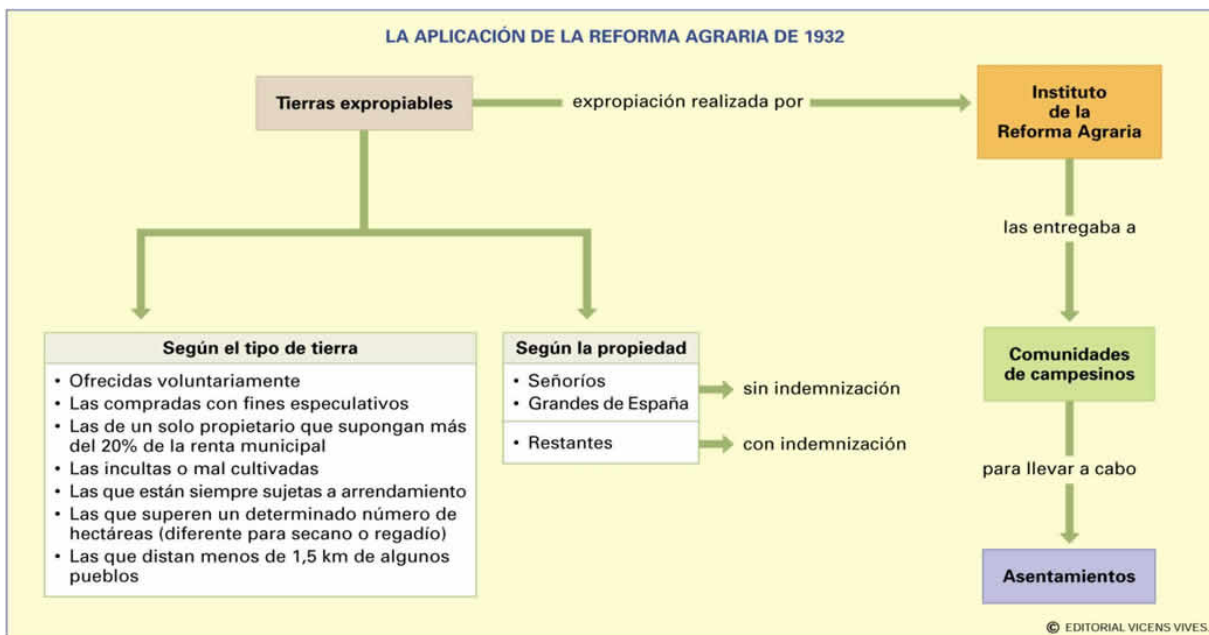 LA APLICACIÓN DE LA REFORMA AGRARIA DE 1932
Tierras expropiables
expropiación realizada por
Instituto
de la
Reforma Agraria
las entregaba a
Según el tipo de tierra
• Ofrecidas voluntariamente
• Las compradas con fines especulativos
• Las de un solo propietario que supongan más
del 20% de la renta municipal
• Las incultas o mal cultivadas
• Las que están siempre sujetas a arrendamiento
• Las que superen un determinado número de
hectáreas (diferente para secano o regadío)
• Las que distan menos de 1,5 km de algunos
pueblos
Según la propiedad
• Señoríos
• Grandes de España
sin indemnización
• Restantes
con indemnización
Comunidades
de campesinos
para llevar a cabo
Asentamientos
© EDITORIAL VICENS VIVES